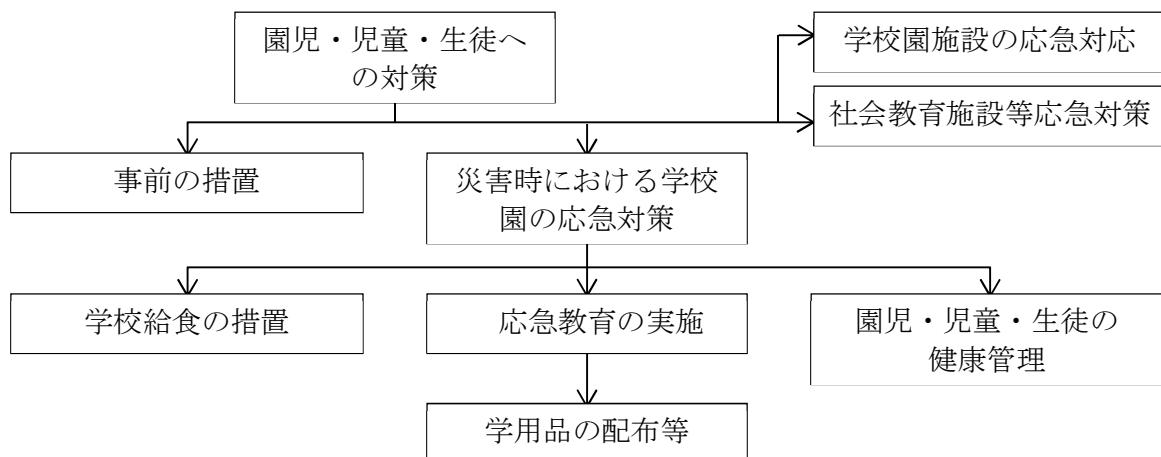 園児・児童・生徒へ
の対策
学校園施設の応急対応
社会教育施設等応急対策
事前の措置
災害時における学校
園の応急対策
学校給食の措置
応急教育の実施
園児・児童・生徒の
健康管理
学用品の配布等